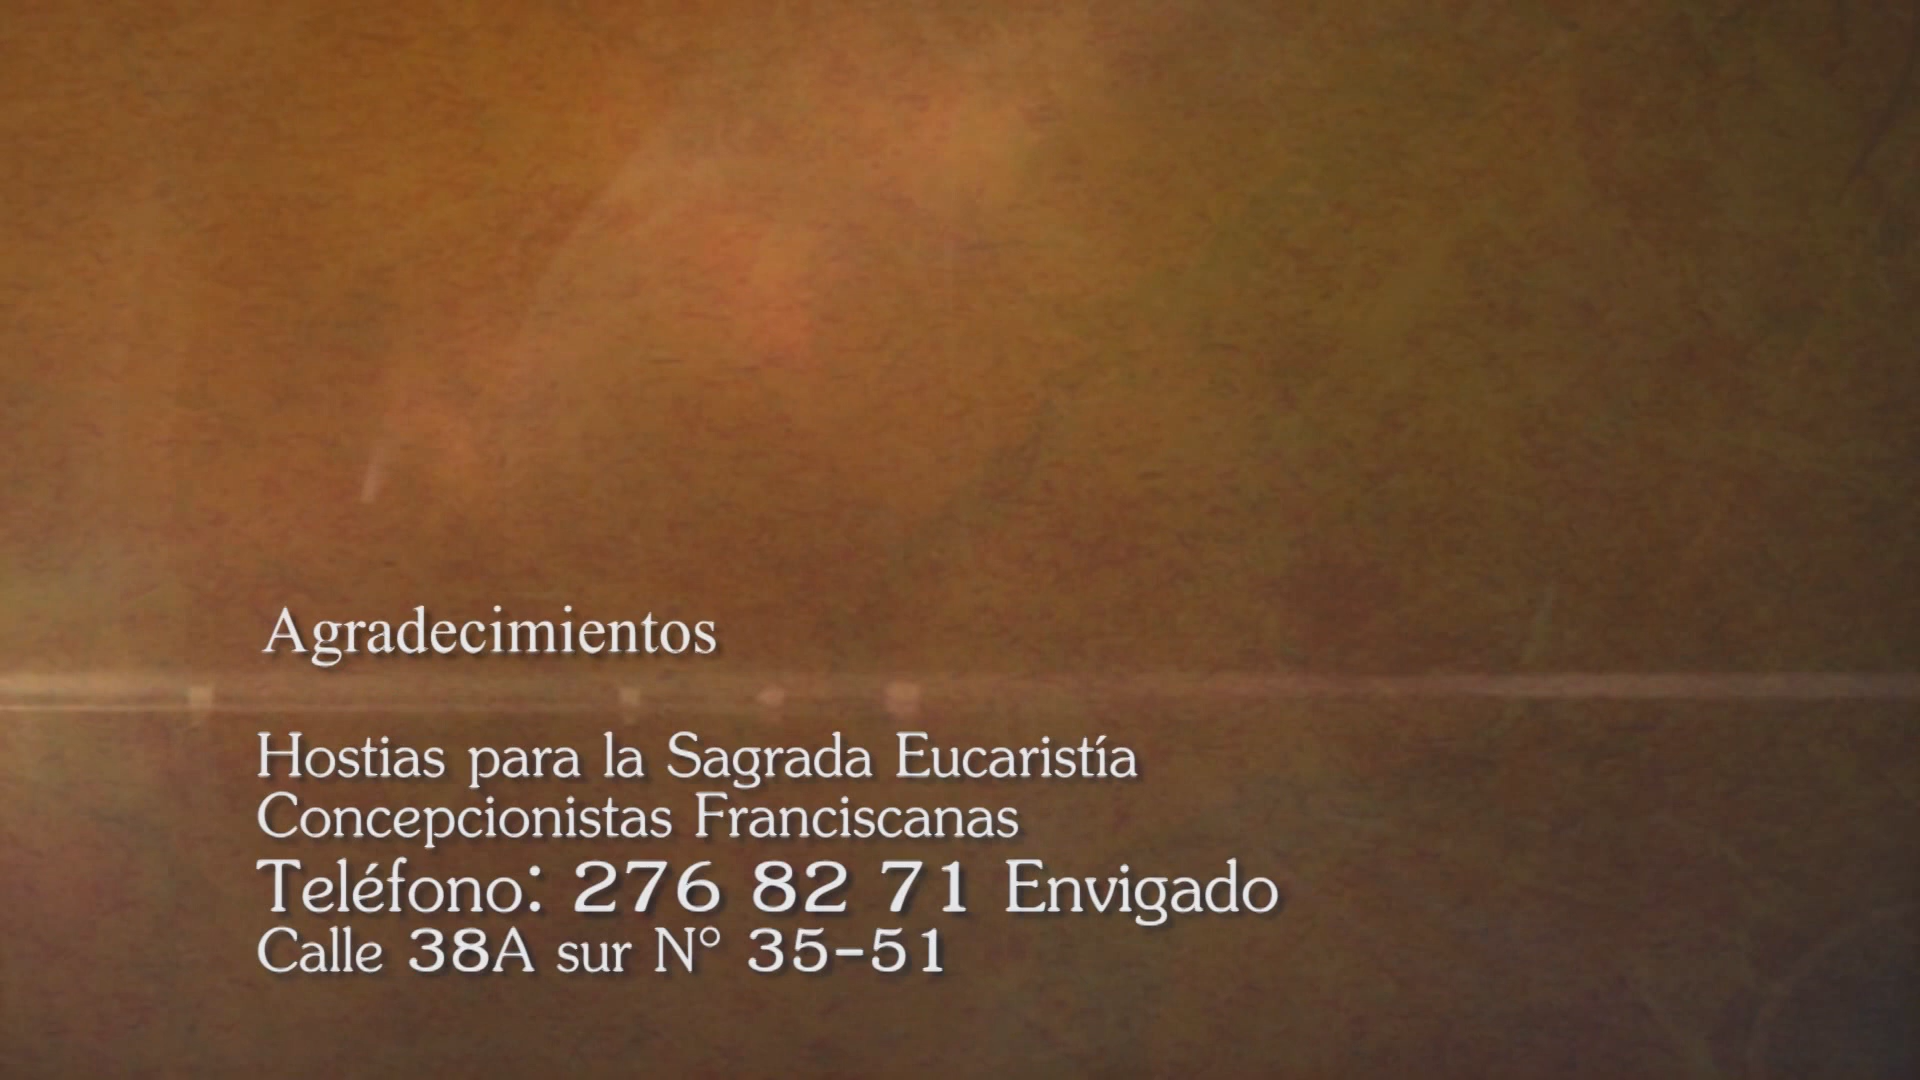 Agradecimientos
Hostias para la Sagrada Eucaristía
Concepcionistas Franciscanas
Teléfono: 276 82 71 Envigado
Calle 38A sur N° 35-51